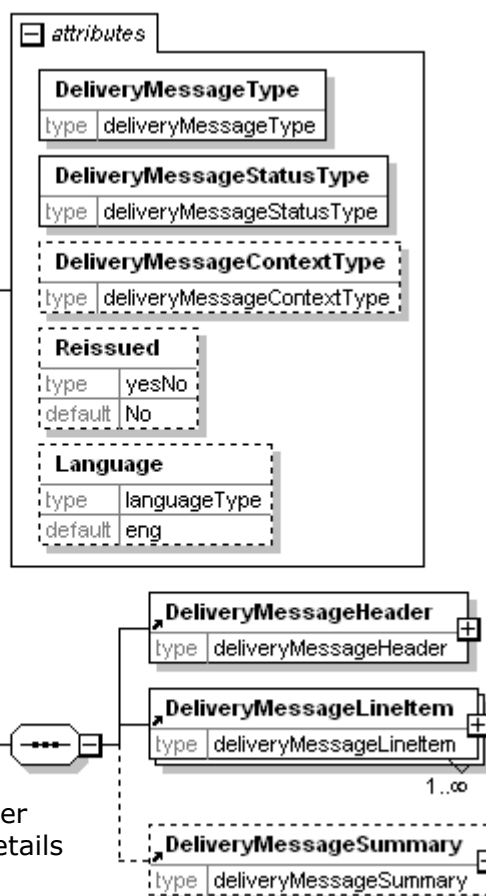 attributes
DeliveryMessageType
type deliveryMessageType
DeliveryMessageStatusType
type deliveryMessageStatusType
DeliveryMessageContextType
type deliveryMessageContextType
Reissued
type yesNo
default No
Language
type languageType
default eng
DeliveryMessageHeader
type deliveryMessageHeader
DeliveryMessageLineItem
type deliveryMessageLineItem
1..∞
er
etails
DeliveryMessageSummary
type deliveryMessageSummary